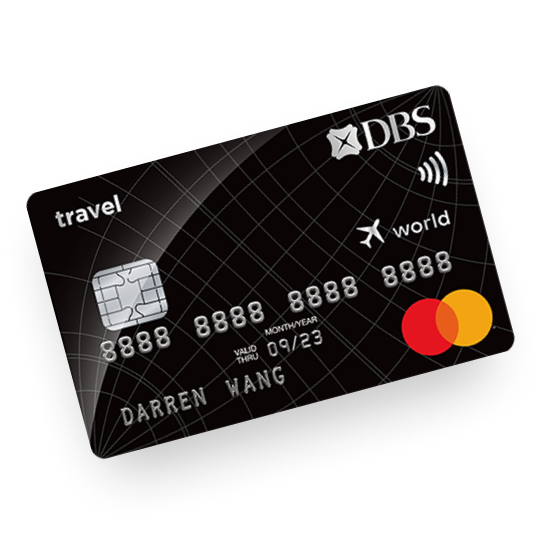 DBS
travel
world
8888 8888 8888 8888
MONTH/YEAR
VALID
THRU 09/23
DARREN WANG